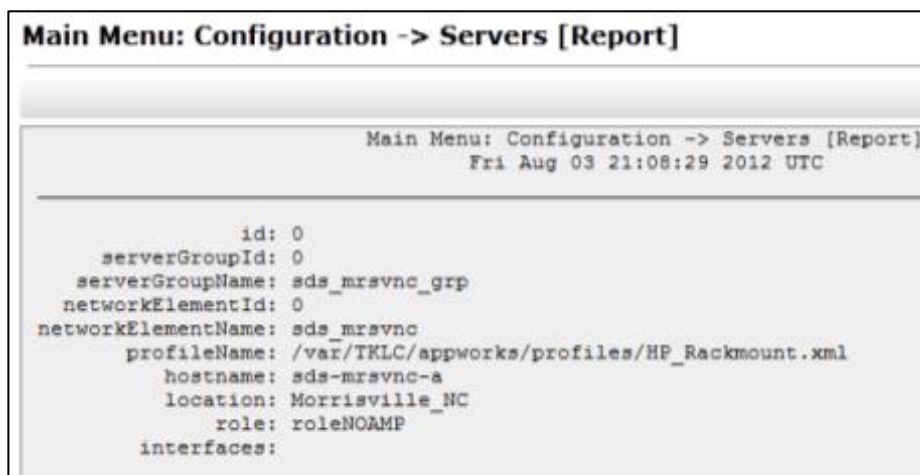 Main Menu: Configuration -> Servers [Report]
Main Menu: Configuration -> Servers [Report]
Fri Aug 03 21:08:29 2012 UTC
id: 0
serverGroupId: 0
serverGroupName: sds_mrsvnc_grp
networkElementId: 0
networkElementName: sds_mrsvnc
profileName: /var/TKLC/appworks/profiles/HP_Rackmount.xml
hostname: sds-mrsvnc-a
location: Morrisville_NC
role: roleNOAMP
interfaces: